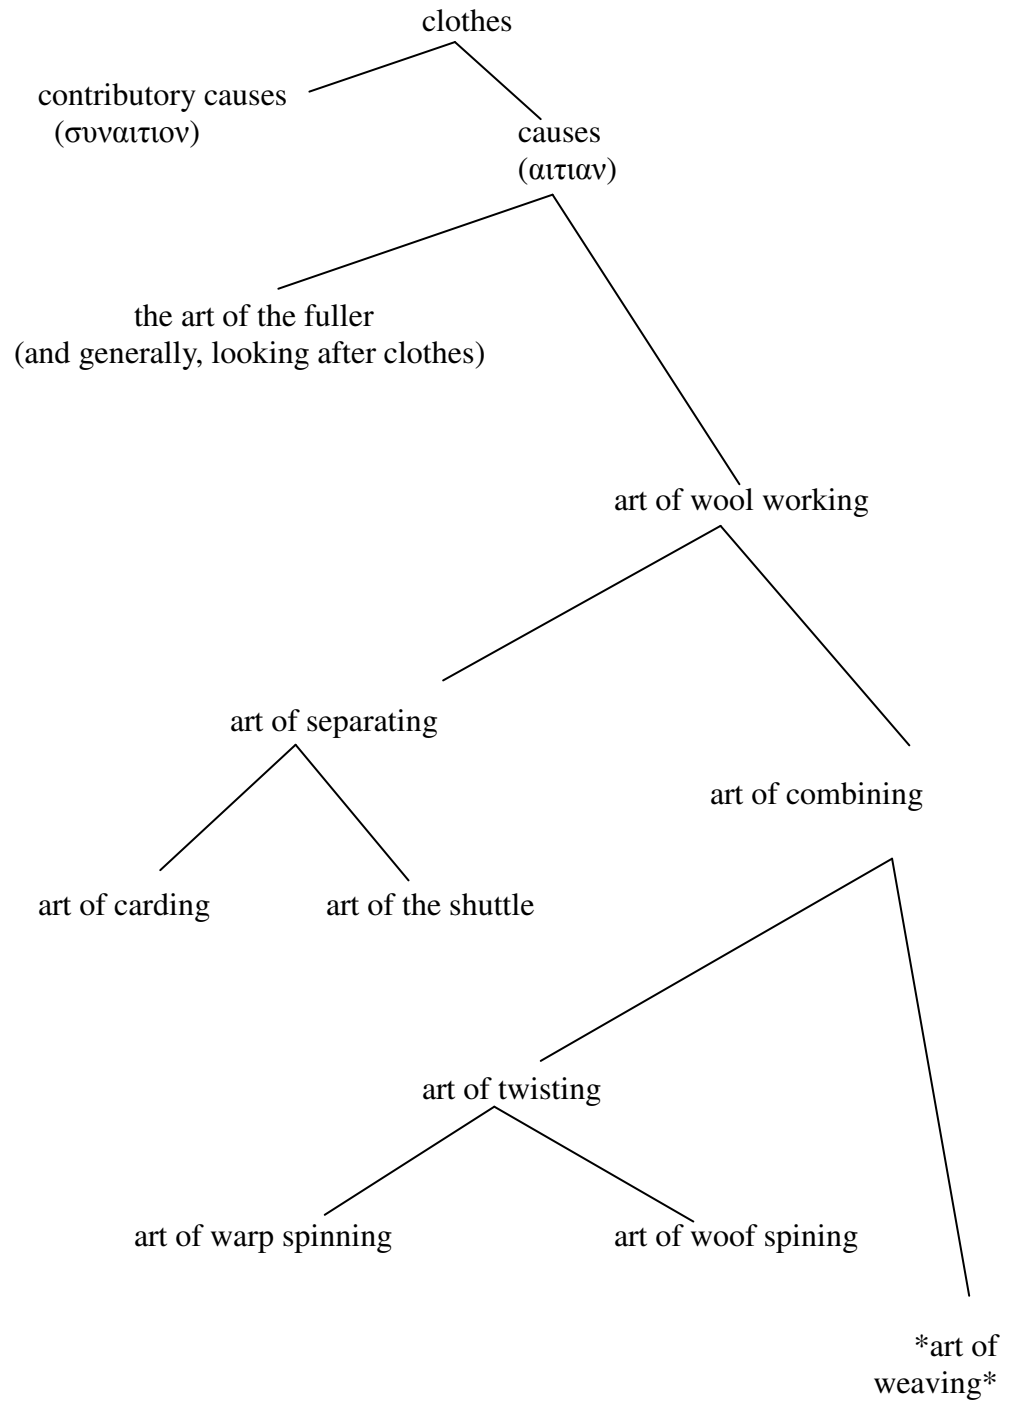 clothes
contributory causes
(συναιτιον)
causes
(αιτιαν)
the art of the fuller
(and generally, looking after clothes)
art of wool working
art of separating
art of combining
art of carding
art of the shuttle
art of twisting
art of warp spinning
art of woof spining
*art of
weaving*